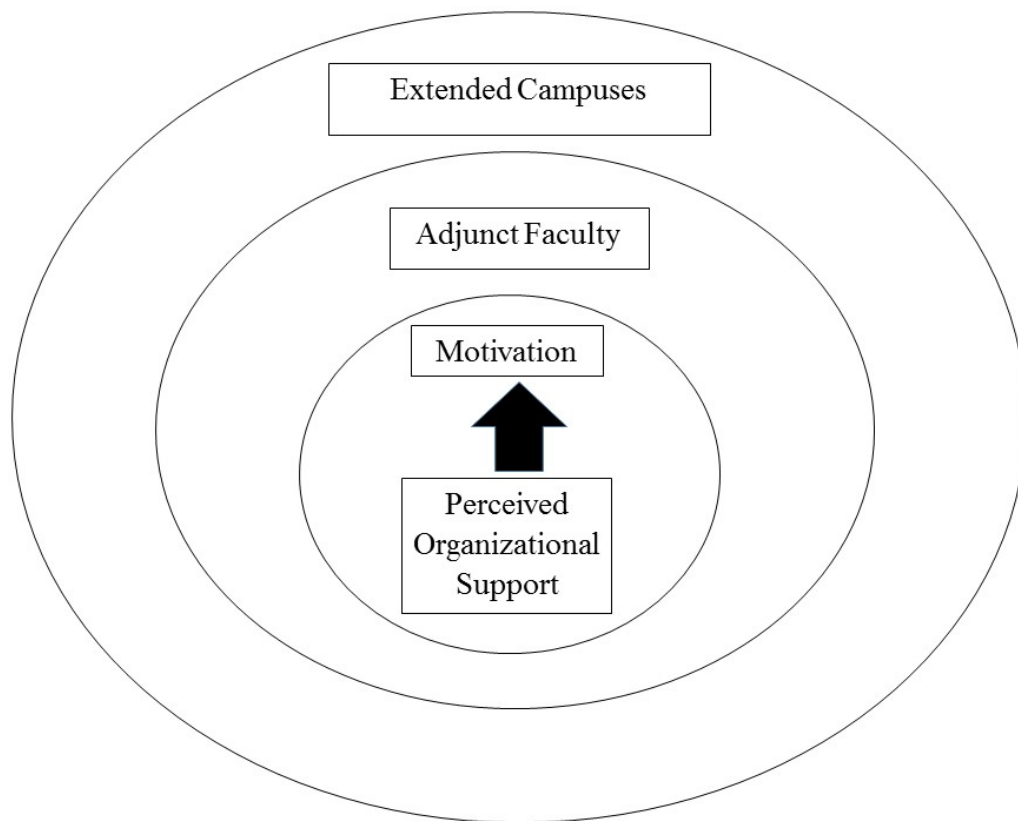 Extended Campuses
Adjunct Faculty
Motivation
Perceived
Organizational
Support